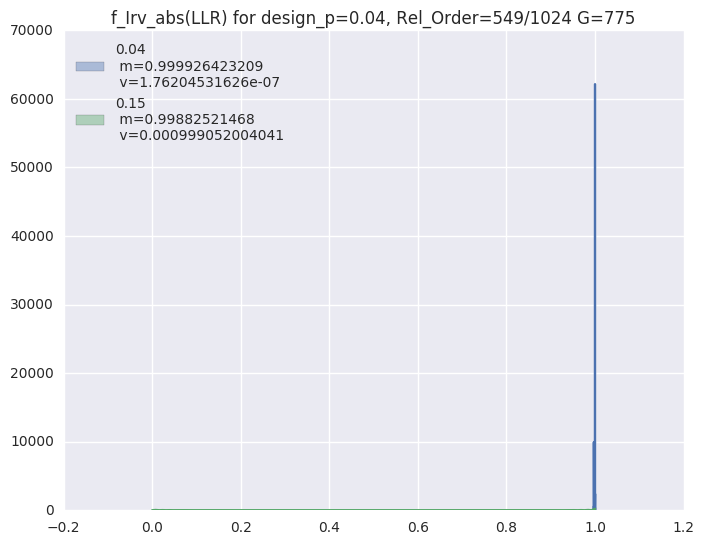 f_Irv_abs(LLR) for design_p=0.04, Rel_Order=549/1024 G=775
70000
60000
50000
40000
30000
20000
10000
0
0.04
m=0.999926423209
v=1.76204531626e-07
0.15
m=0.99882521468
v=0.000999052004041
−0.2 0.0 0.2 0.4 0.6 0.8 1.0 1.2